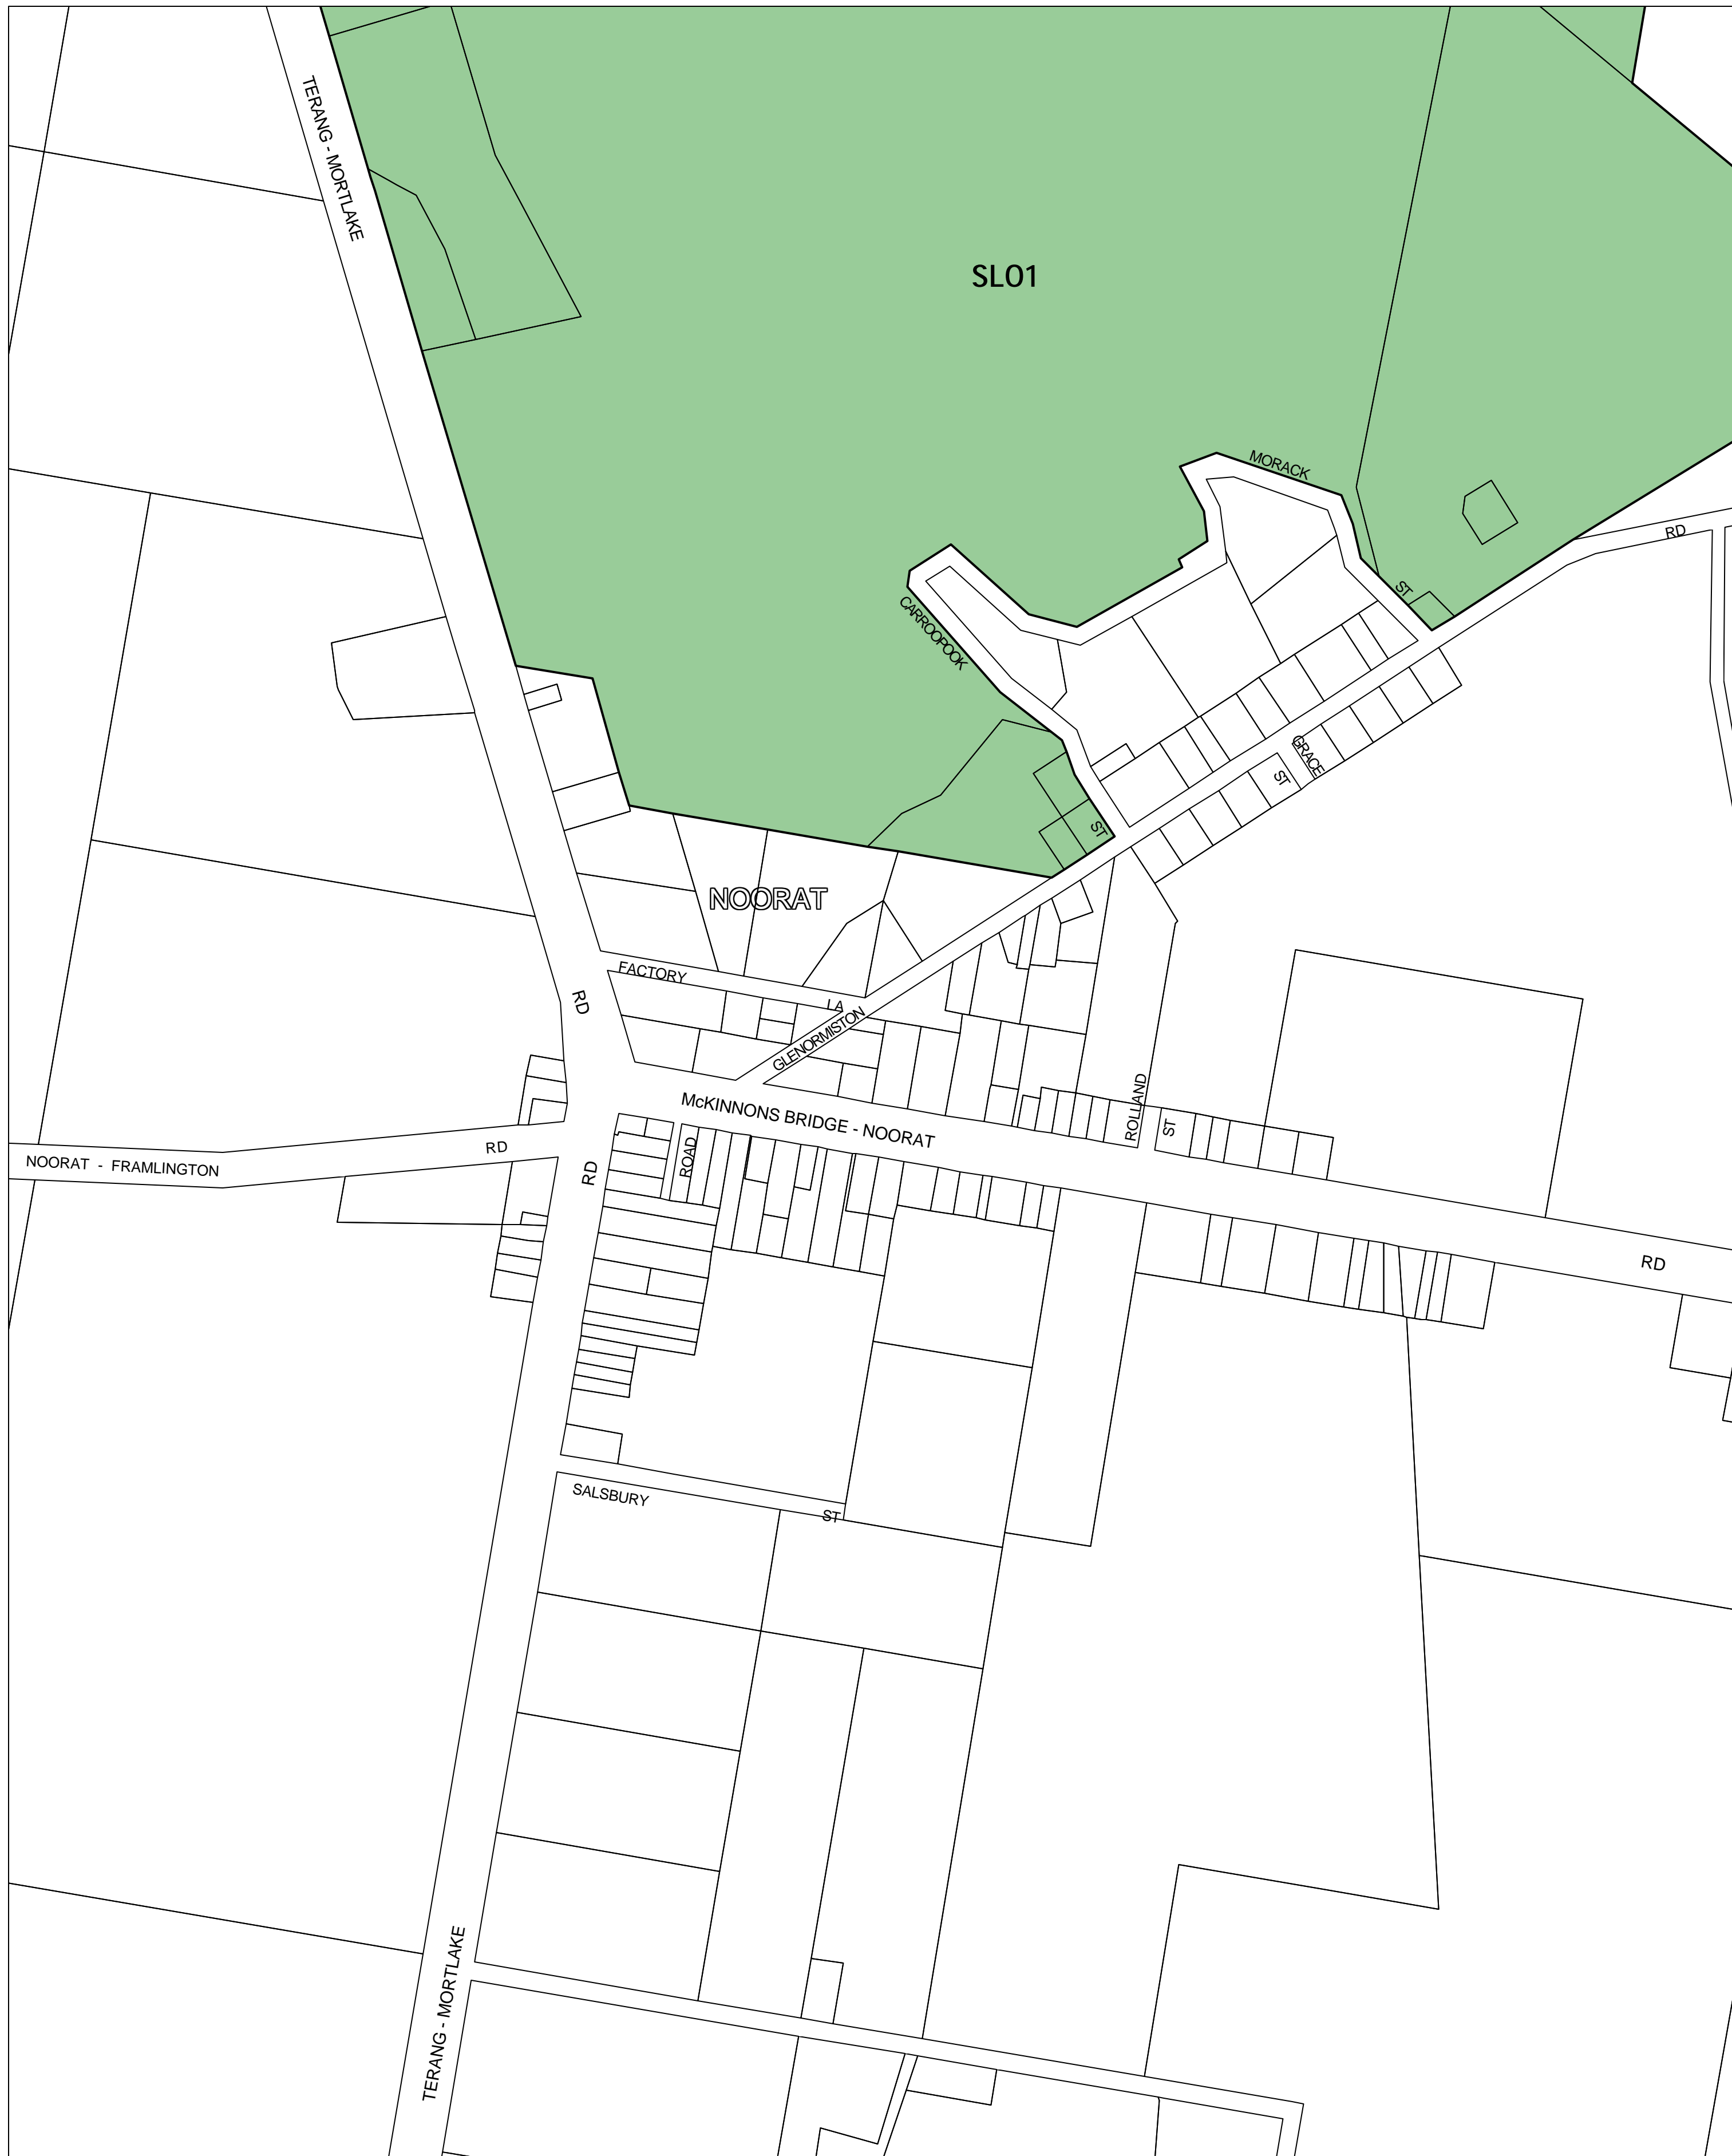 TERANG - MORTLAKE
SLO1
MORACK
RD
ST
CARROOPOOK
GRACE
ST
ST
NOORAT
FACTORY
RD
LA
GLENORMISTON
McKINNONS BRIDGE - NOORAT
ROLLAND
ST
RD
ROAD
NOORAT - FRAMLINGTON
RD
RD
SALSBURY
ST
TERANG - MORTLAKE